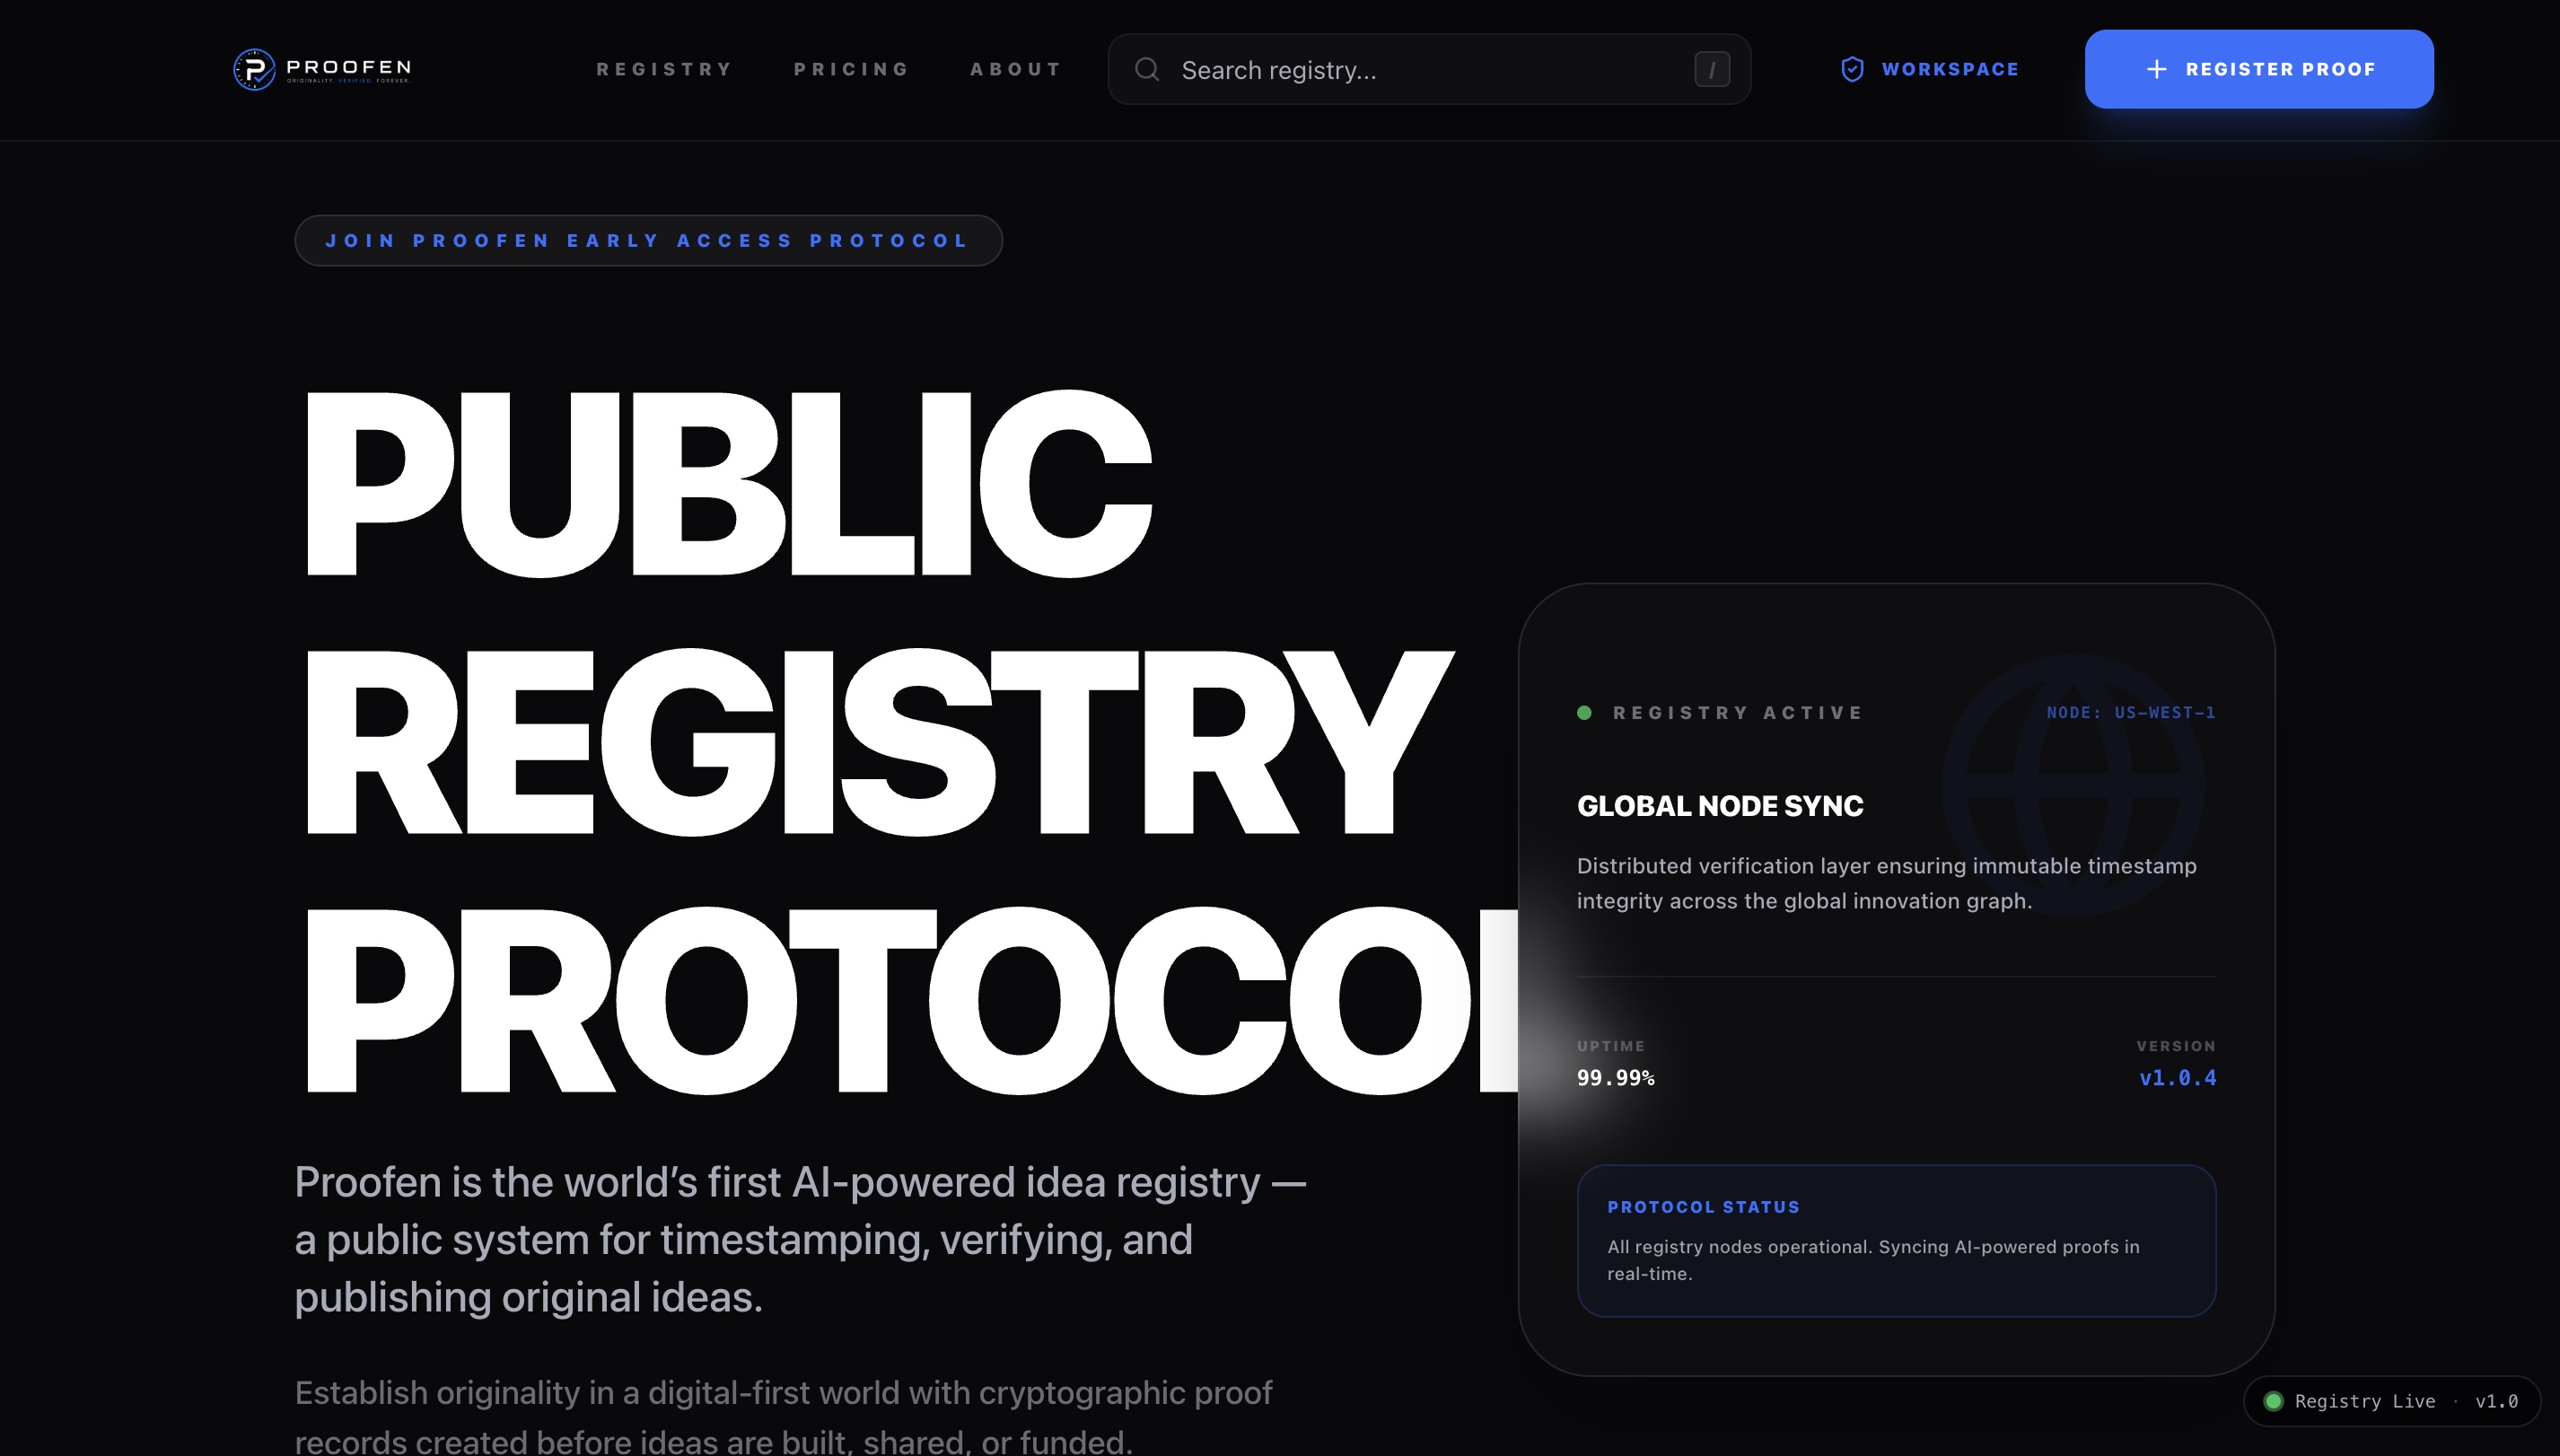 PROOFEN
ORIGINALITY. VERIFIED. FOREVER.
REGISTRY
PRICING
ABOUT
Search registry...
/
WORKSPACE
+ REGISTER PROOF
JOIN PROOFEN EARLY ACCESS PROTOCOL
PUBLIC
REGISTRY
PROTOCOL
Proofen is the world’s first AI-powered idea registry —
a public system for timestamping, verifying, and
publishing original ideas.
Establish originality in a digital-first world with cryptographic proof
records created before ideas are built, shared, or funded.
REGISTRY ACTIVE
NODE: US-WEST-1
GLOBAL NODE SYNC
Distributed verification layer ensuring immutable timestamp
integrity across the global innovation graph.
UPTIME
99.99%
VERSION
v1.0.4
PROTOCOL STATUS
All registry nodes operational. Syncing AI-powered proofs in
real-time.
Registry Live · v1.0